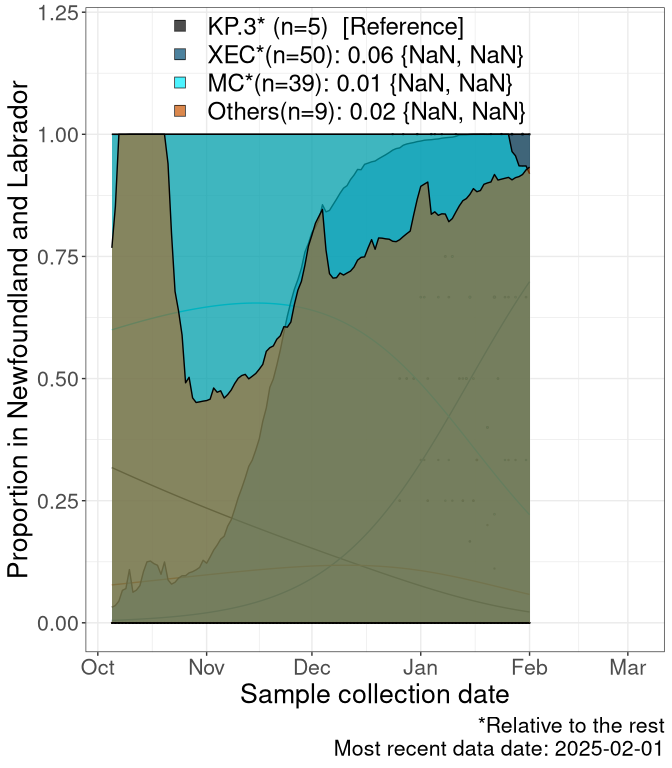 KP.3* (n=5)  [Reference]
XEC*(n=50): 0.06 {NaN, NaN}
MC*(n=39): 0.01 {NaN, NaN}
Others(n=9): 0.02 {NaN, NaN}
1.25
1.00
0.75
0.50
0.25
0.00
Proportion in Newfoundland and Labrador
Oct Nov Dec Jan Feb Mar
Sample collection date
*Relative to the rest
Most recent data date: 2025-02-01